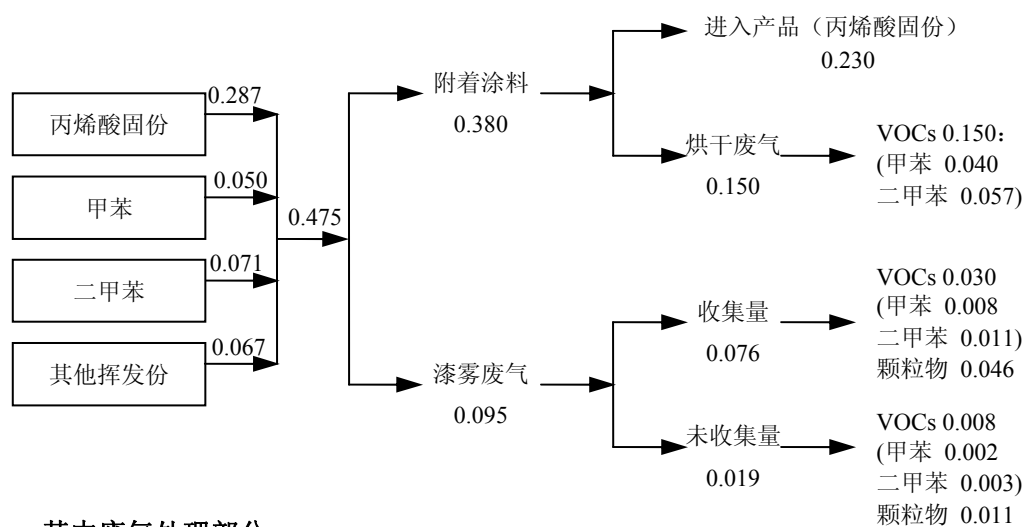 进入产品（丙烯酸固份）
0.230
0.287
丙烯酸固份
附着涂料
0.380
VOCs 0.150：
烘干废气
(甲苯 0.040
0.150
二甲苯 0.057)
0.050
甲苯
0.475
0.071
二甲苯
VOCs 0.030
收集量
(甲苯 0.008
0.076
二甲苯 0.011)
颗粒物 0.046
0.067
其他挥发份
漆雾废气
0.095
VOCs 0.008
未收集量
(甲苯 0.002
0.019
二甲苯 0.003)
颗粒物 0.011